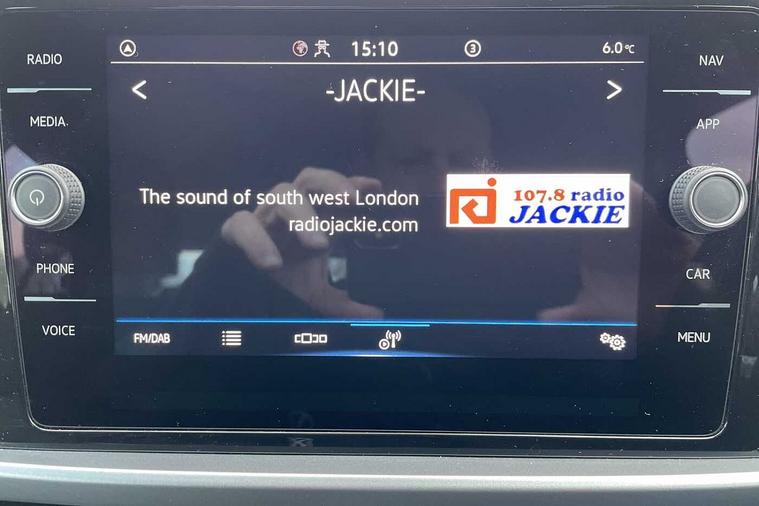 RADIO
MEDIA
PHONE
VOICE
15:10
3
6.0°C
-JACKIE-
The sound of south west London
radiojackie.com
107.8 radio
JACKIE
FM/DAB
NAV
APP
CAR
MENU